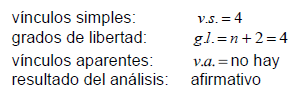 vínculos simples: v.s. = 4
grados de libertad: g.l. = n + 2 = 4
vínculos aparentes: v.a. = no hay
resultado del análisis: afirmativo